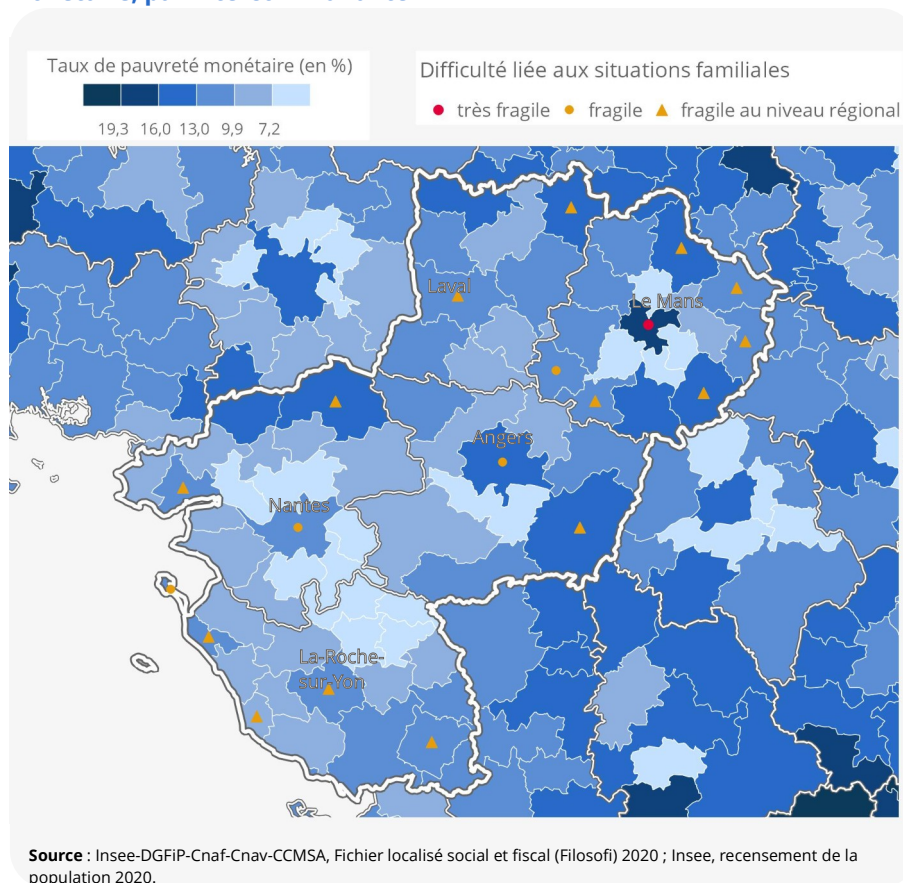 Taux de pauvreté monétaire (en %)
19,3 16,0 13,0 9,9 7,2
Difficulté liée aux situations familiales
très fragile fragile fragile au niveau régional
Laval
Le Mans
Angers
Nantes
La-Roche-
sur-Yon
Source : Insee-DGFiP-Cnaf-Cnav-CCMSA, Fichier localisé social et fiscal (Filosofi) 2020 ; Insee, recensement de la
population 2020.